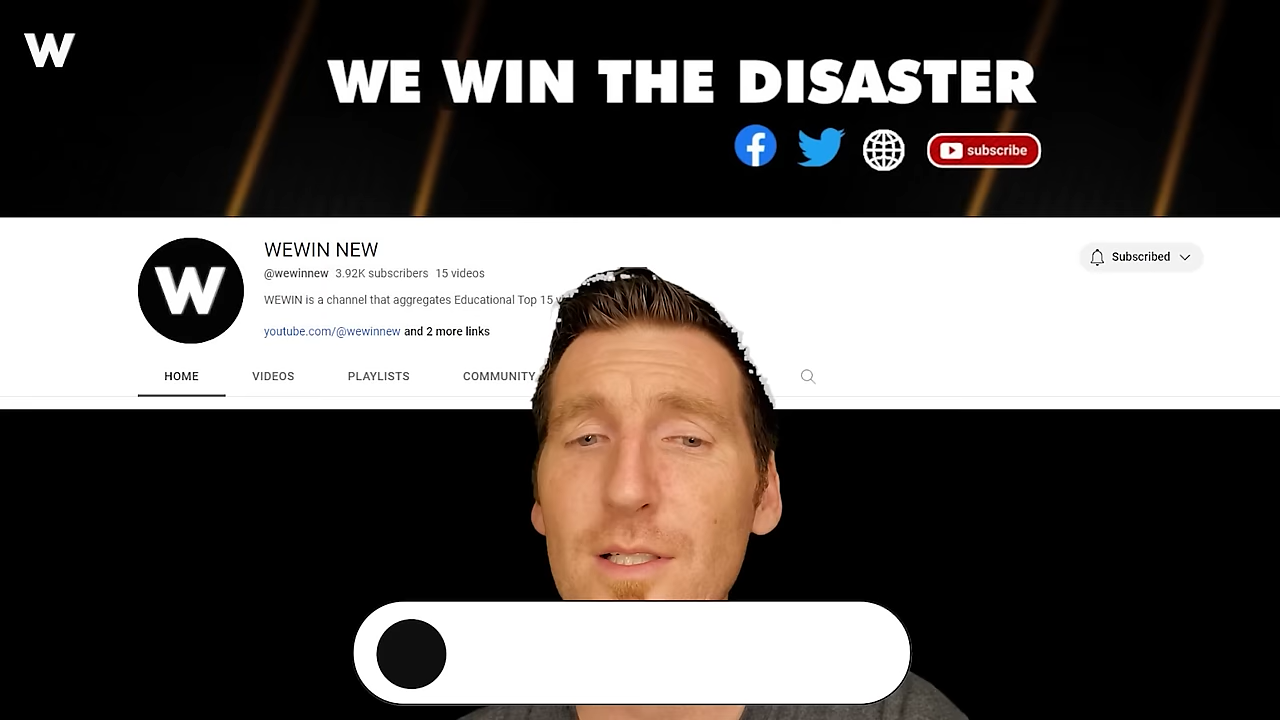 W
WE WIN THE DISASTER
subscribe
W
WEWIN NEW
@wewinnew 3.92K subscribers 15 videos
WEWIN is a channel that aggregates Educational Top 15
youtube.com/@wewinnew and 2 more links
Subscribed
HOME VIDEOS PLAYLISTS COMMUNITY